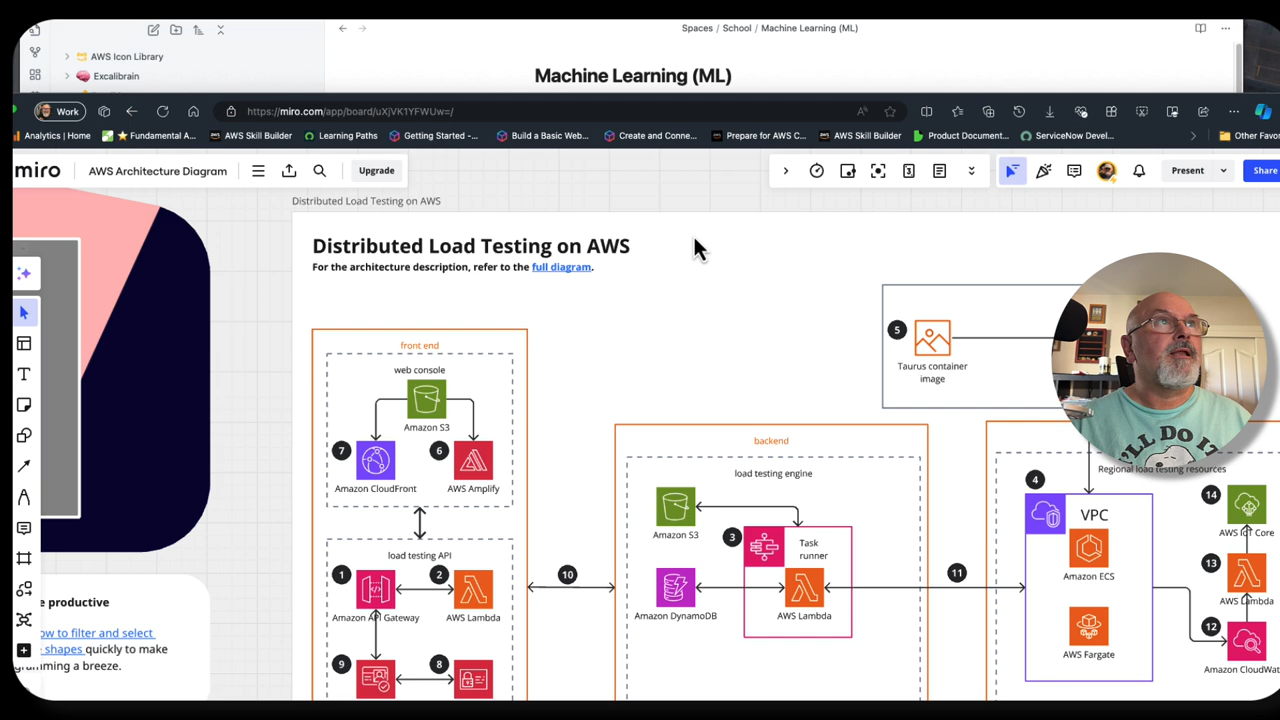 Spaces / School / Machine Learning (ML)
AWS Icon Library
Excalibrain
Machine Learning (ML)
Work
https://miro.com/app/board/uXjVK1YFWUw=/
Analytics | Home
Fundamental A...
AWS Skill Builder
Learning Paths
Getting Started -...
Build a Basic Web...
Create and Conne...
Prepare for AWS C...
AWS Skill Builder
Product Document...
ServiceNow Devel...
Other Favor
miro
AWS Architecture Diagram
Upgrade
3
Present
Share
Distributed Load Testing on AWS
Distributed Load Testing on AWS
For the architecture description, refer to the full diagram.
5
Taurus container
image
front end
web console
Amazon S3
7
6
Amazon CloudFront
AWS Amplify
load testing API
1
2
Amazon API Gateway
AWS Lambda
9
8
10
backend
load testing engine
Amazon S3
3
Task
runner
Amazon DynamoDB
AWS Lambda
11
Regional load testing resources
4
VPC
Amazon ECS
AWS Fargate
14
AWS IoT Core
13
AWS Lambda
12
Amazon CloudWat
I'LL DO IT
e productive
ow to filter and select
e shapes quickly to make
gramming a breeze.